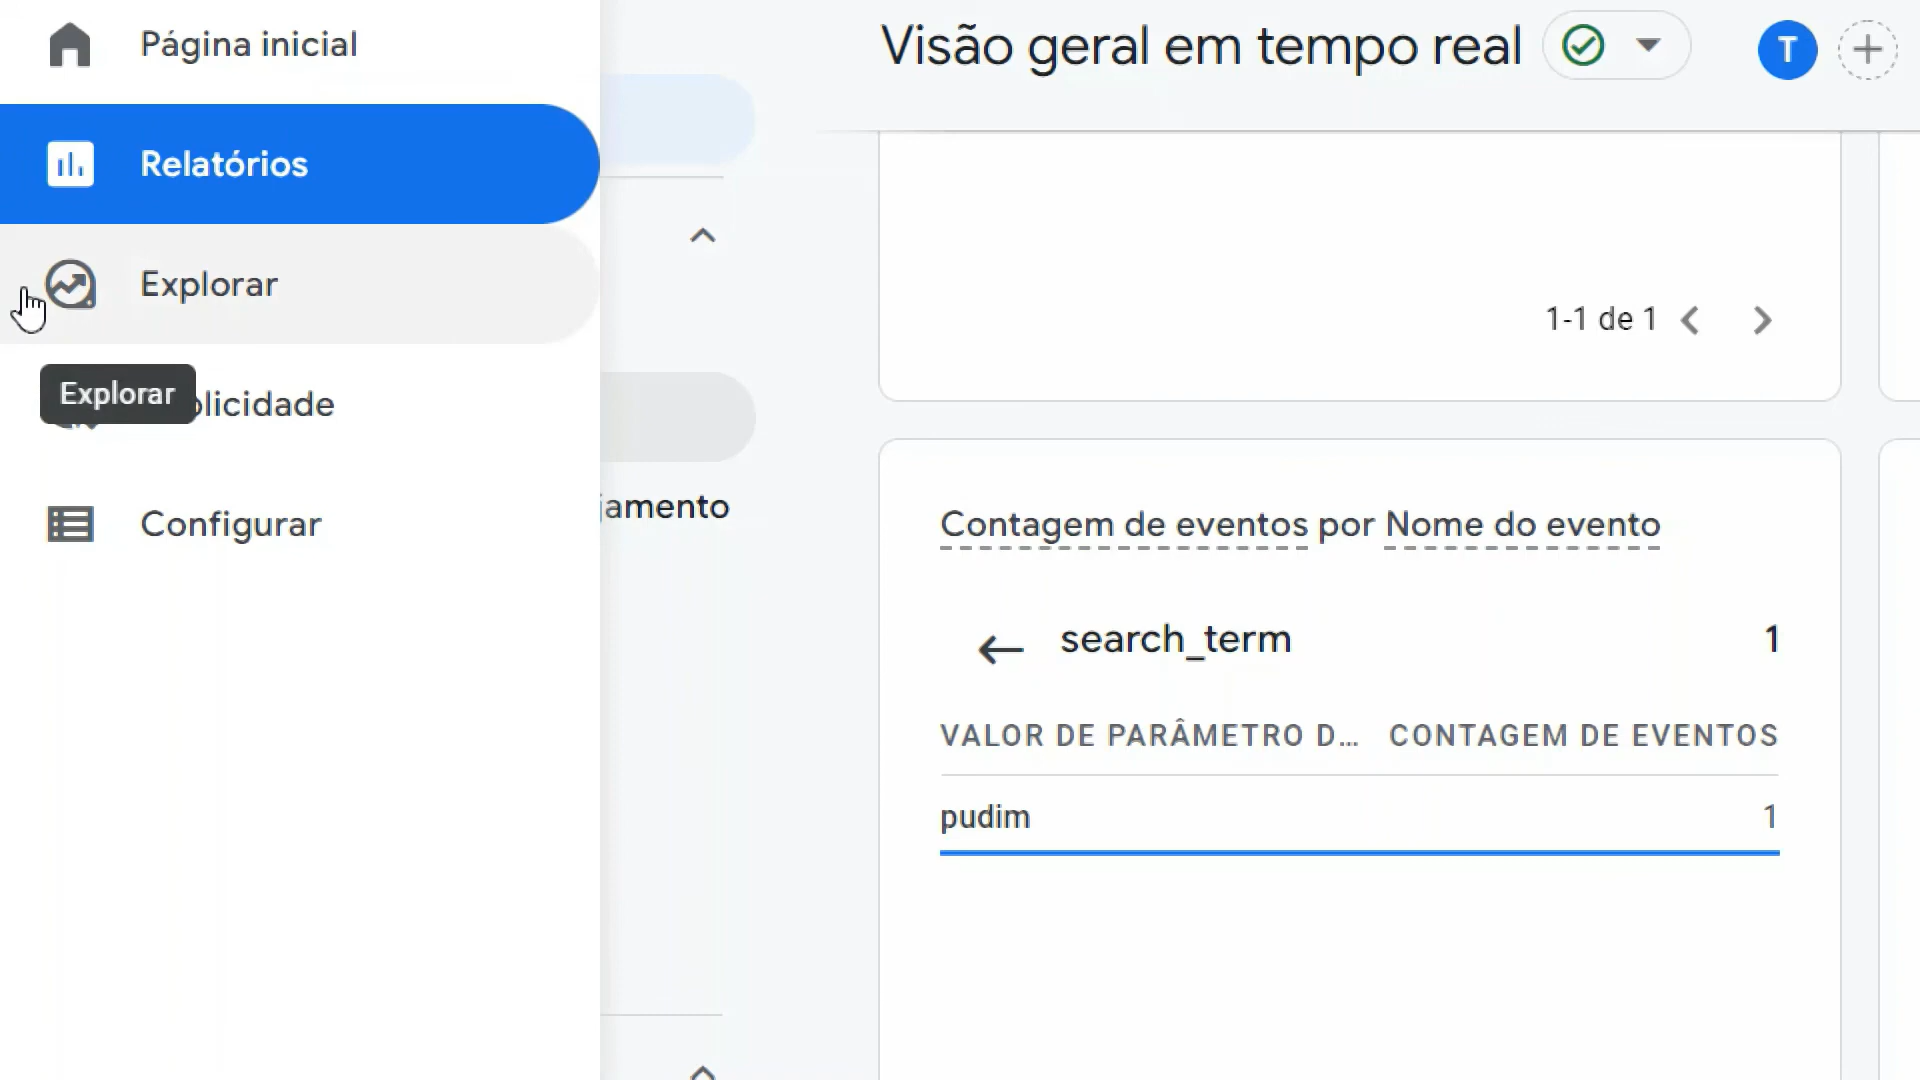 Página inicial
Relatórios
Explorar
Explorar
licidade
Configurar
jamento
Visão geral em tempo real
T
1-1 de 1
Contagem de eventos por Nome do evento
search_term 1
VALOR DE PARÂMETRO D... CONTAGEM DE EVENTOS
pudim 1